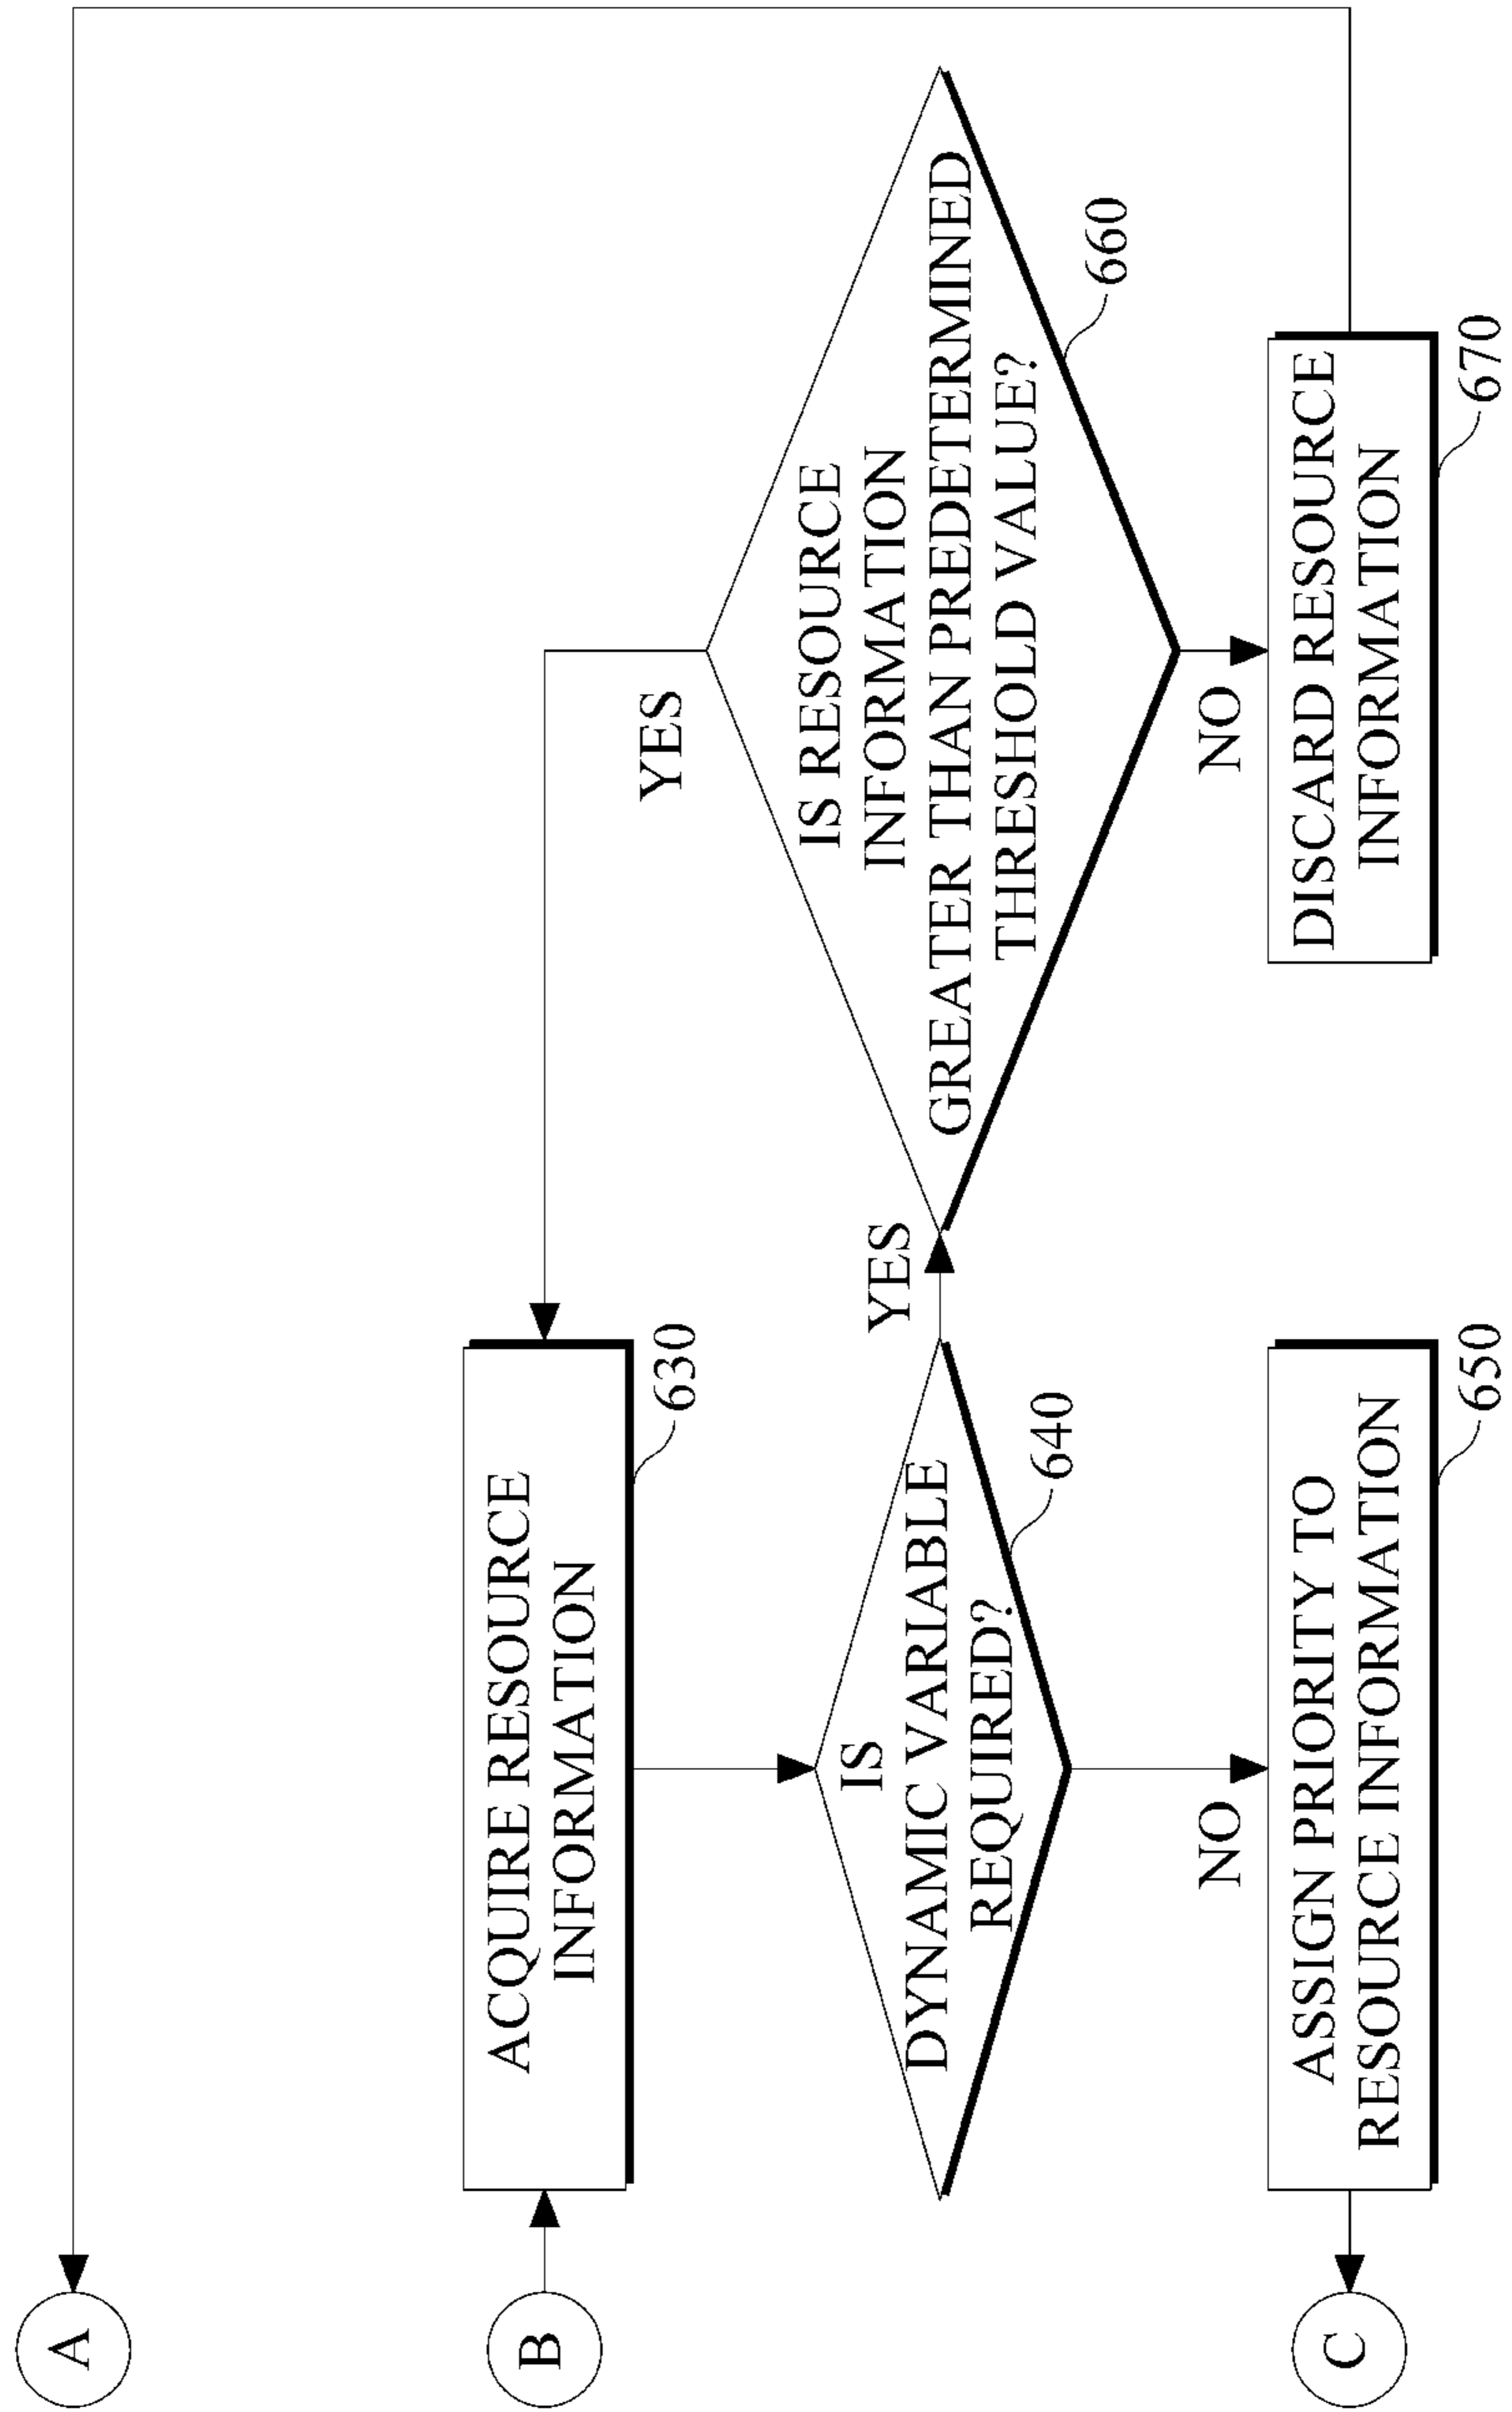 A
B
ACQUIRE RESOURCE
INFORMATION
630
YES
IS
DYNAMIC VARIABLE
REQUIRED?
640
YES
IS RESOURCE
INFORMATION
GREATER THAN PREDETERMINED
THRESHOLD VALUE?
660
NO
NO
C
ASSIGN PRIORITY TO
RESOURCE INFORMATION
650
DISCARD RESOURCE
INFORMATION
670